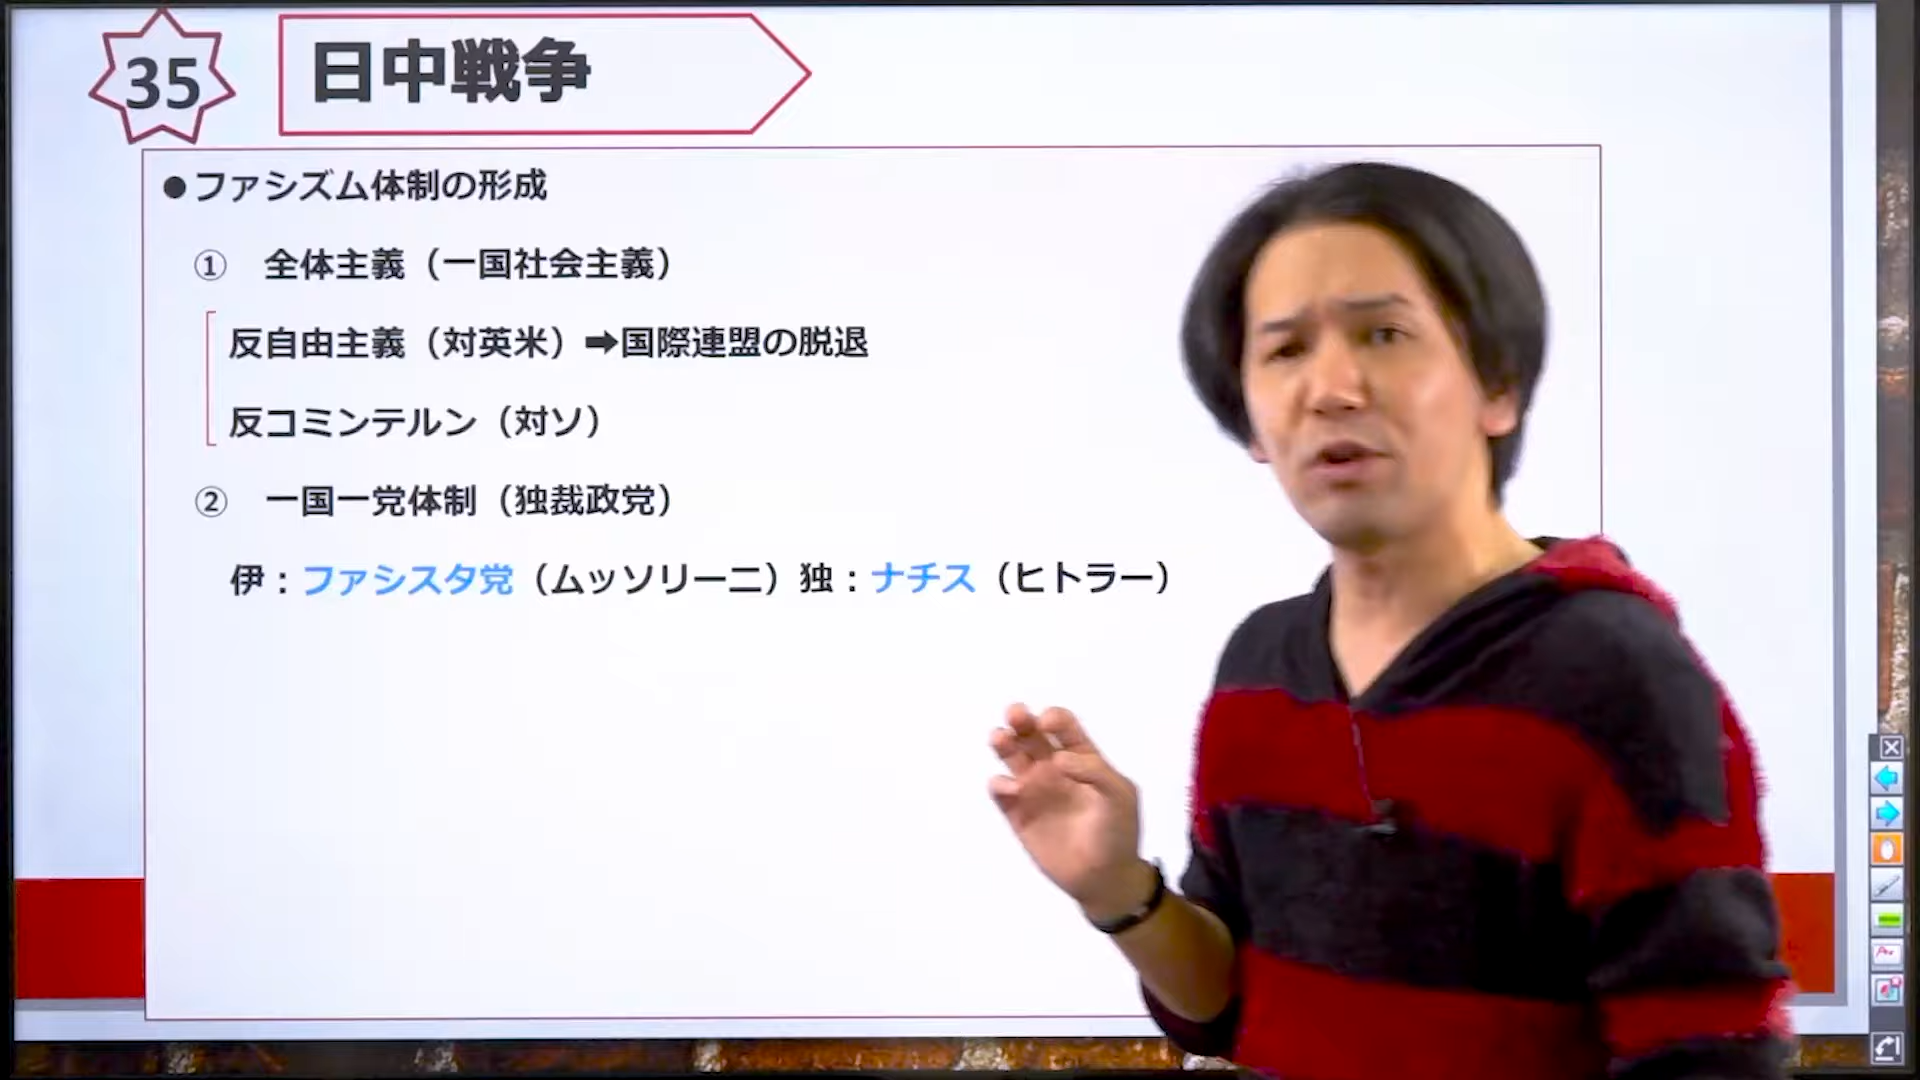 35
日中戦争
●ファシズム体制の形成
① 全体主義（一国社会主義）
反自由主義（対英米）➡国際連盟の脱退
反コミンテルン（対ソ）
② 一国一党体制（独裁政党）
伊：ファシスタ党（ムッソリーニ）独：ナチス（ヒトラー）